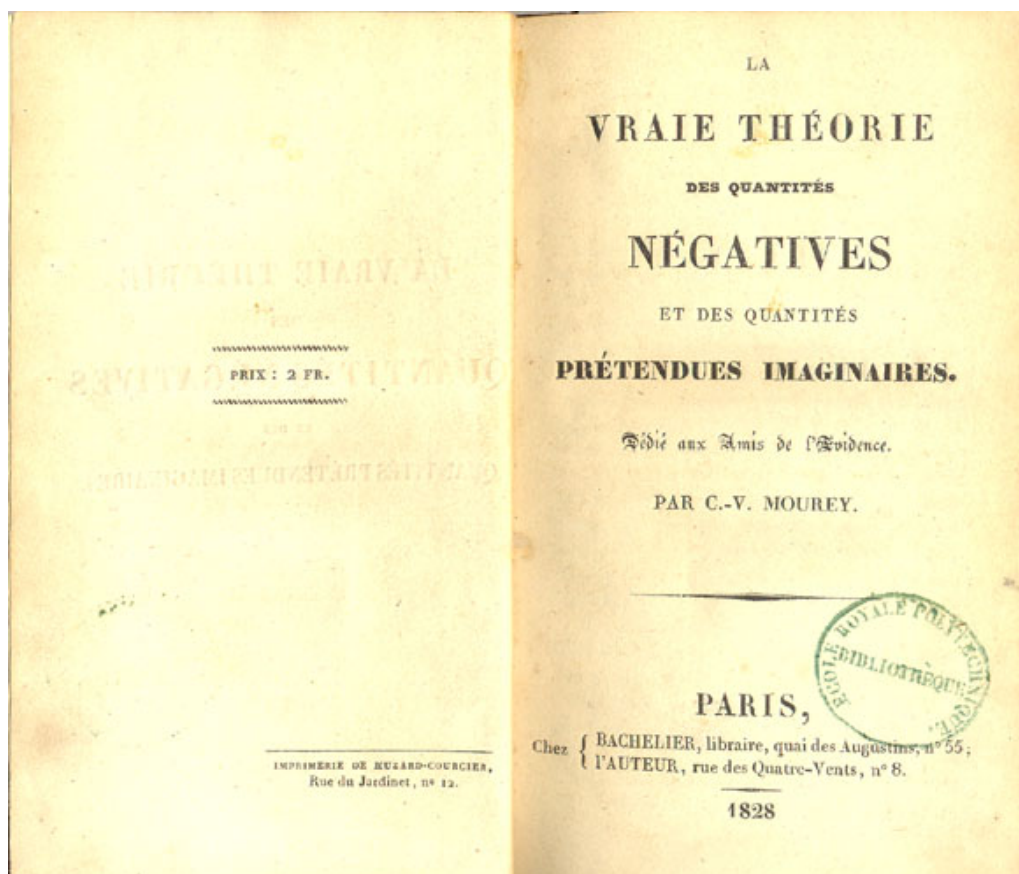 PRIX : 2 FR.
IMPRIMERIE DE HUZARD-COURCIER,
Rue du Jardinet, nº 12.
LA
VRAIE THÉORIE
DES QUANTITÉS
NÉGATIVES
ET DES QUANTITÉS
PRÉTENDUES IMAGINAIRES.
Dédié aux Amis de l'Evidence.
PAR C.-V. MOUREY.
ECOLE ROYALE POLYTECHNIQUE.
BIBLIOTHÈQUE
PARIS,
Chez { BACHELIER, libraire, quai des Augustins, nº 55;
l'AUTEUR, rue des Quatre-Vents, nº 8.
1828